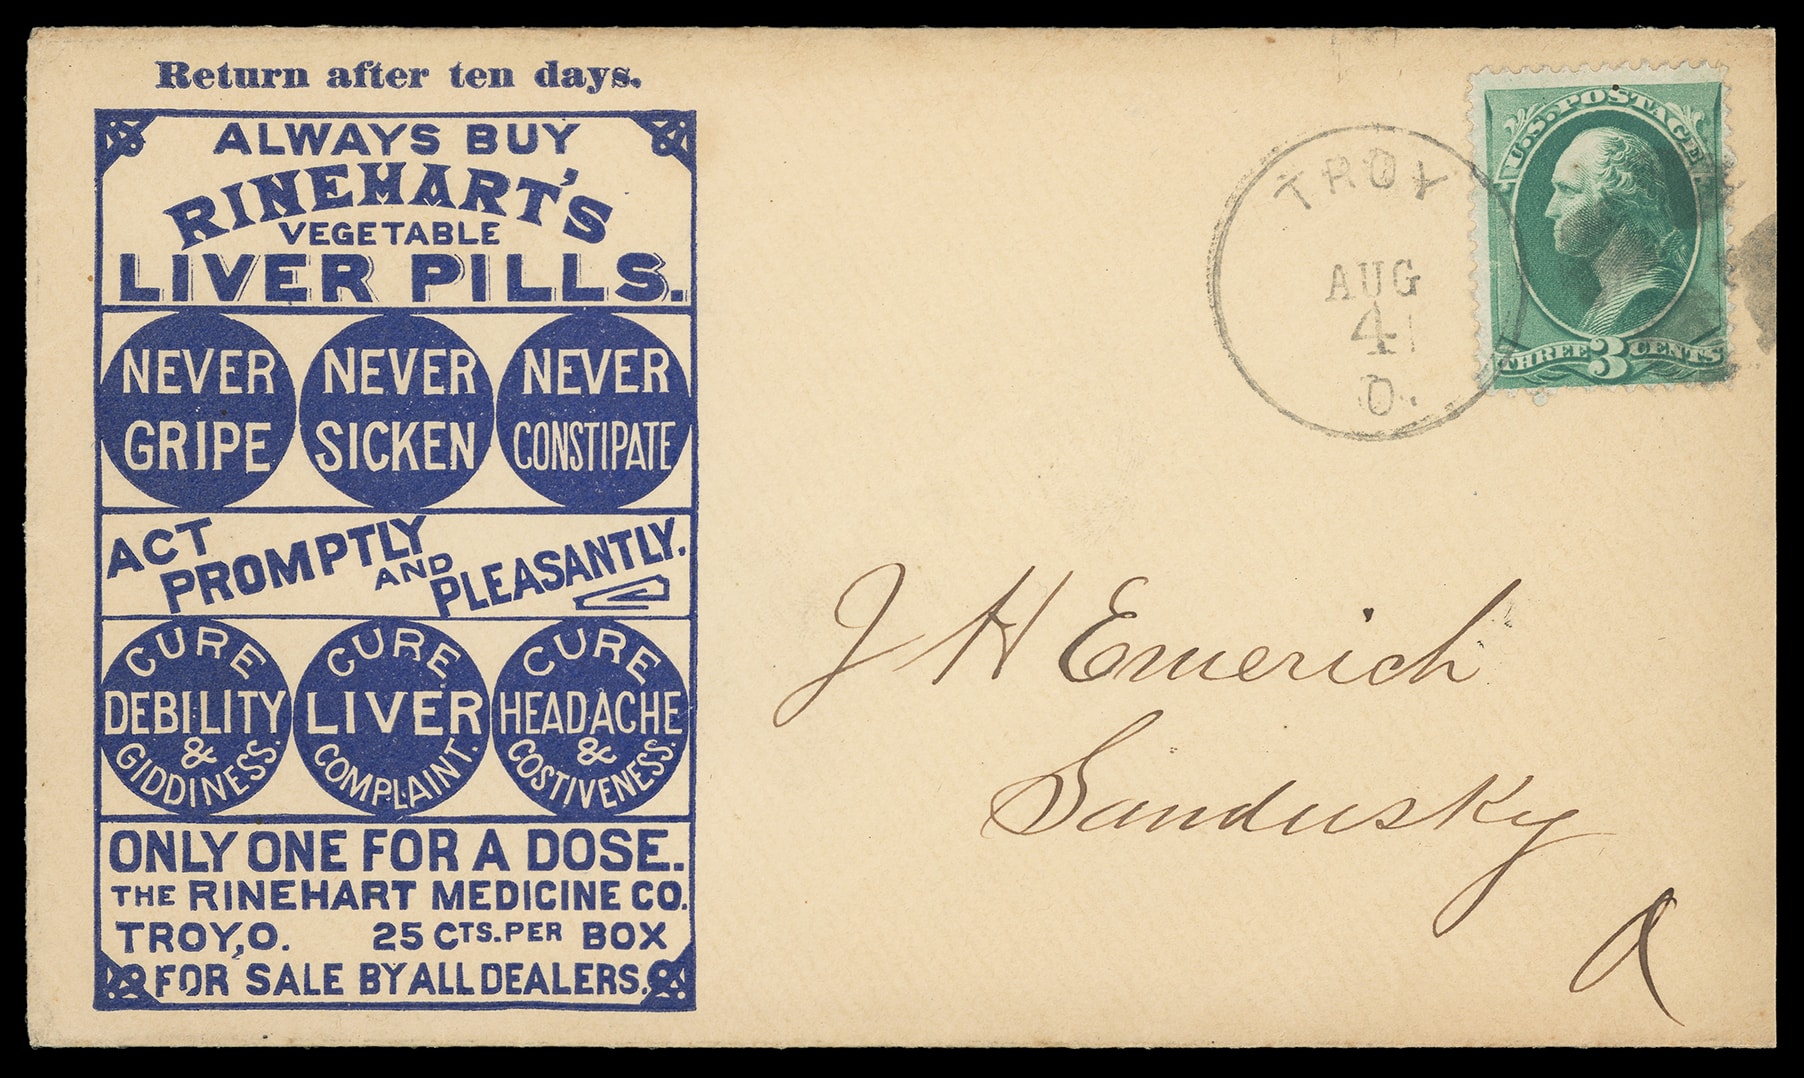 Return after ten days.
ALWAYS BUY
RINEHART'S
VEGETABLE
LIVER PILLS.
NEVER GRIPE
NEVER SICKEN
NEVER CONSTIPATE
ACT PROMPTLY AND PLEASANTLY.
CURE DEBILITY & GIDDINESS.
CURE LIVER COMPLAINT.
CURE HEADACHE & COSTIVENESS.
ONLY ONE FOR A DOSE.
THE RINEHART MEDICINE CO.
TROY, O. 25 CTS. PER BOX
FOR SALE BY ALL DEALERS.
TROY
AUG
4
O.
U.S. POSTAGE
THREE 3 CENTS
J H Emerich
Sandusky
O